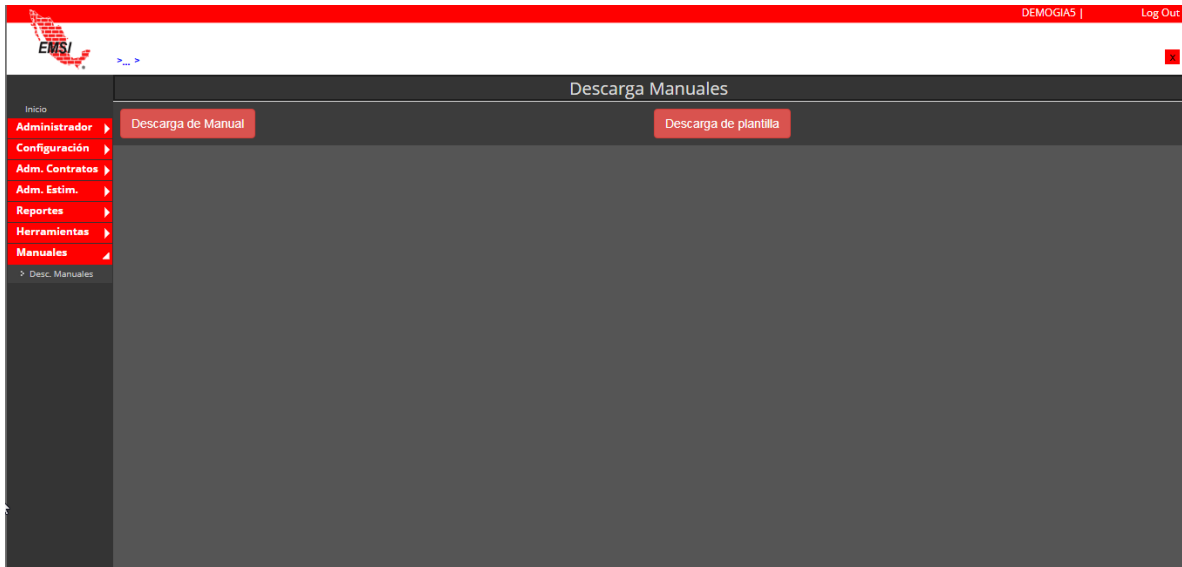 DEMOGIA5 | Log Out
EMSI
>... >
X
Descarga Manuales
Inicio
Administrador
Descarga de Manual
Descarga de plantilla
Configuración
Adm. Contratos
Adm. Estim.
Reportes
Herramientas
Manuales
> Desc. Manuales